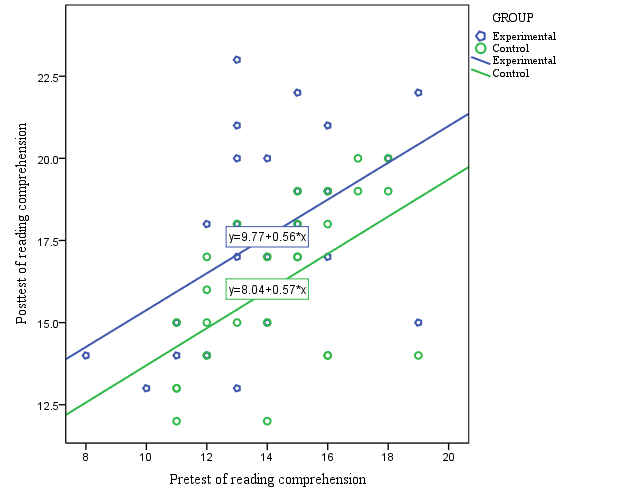 GROUP
Experimental
Control
Experimental
Control
Posttest of reading comprehension
22.5
20.0
17.5
15.0
12.5
y=9.77+0.56*x
y=8.04+0.57*x
8 10 12 14 16 18 20
Pretest of reading comprehension